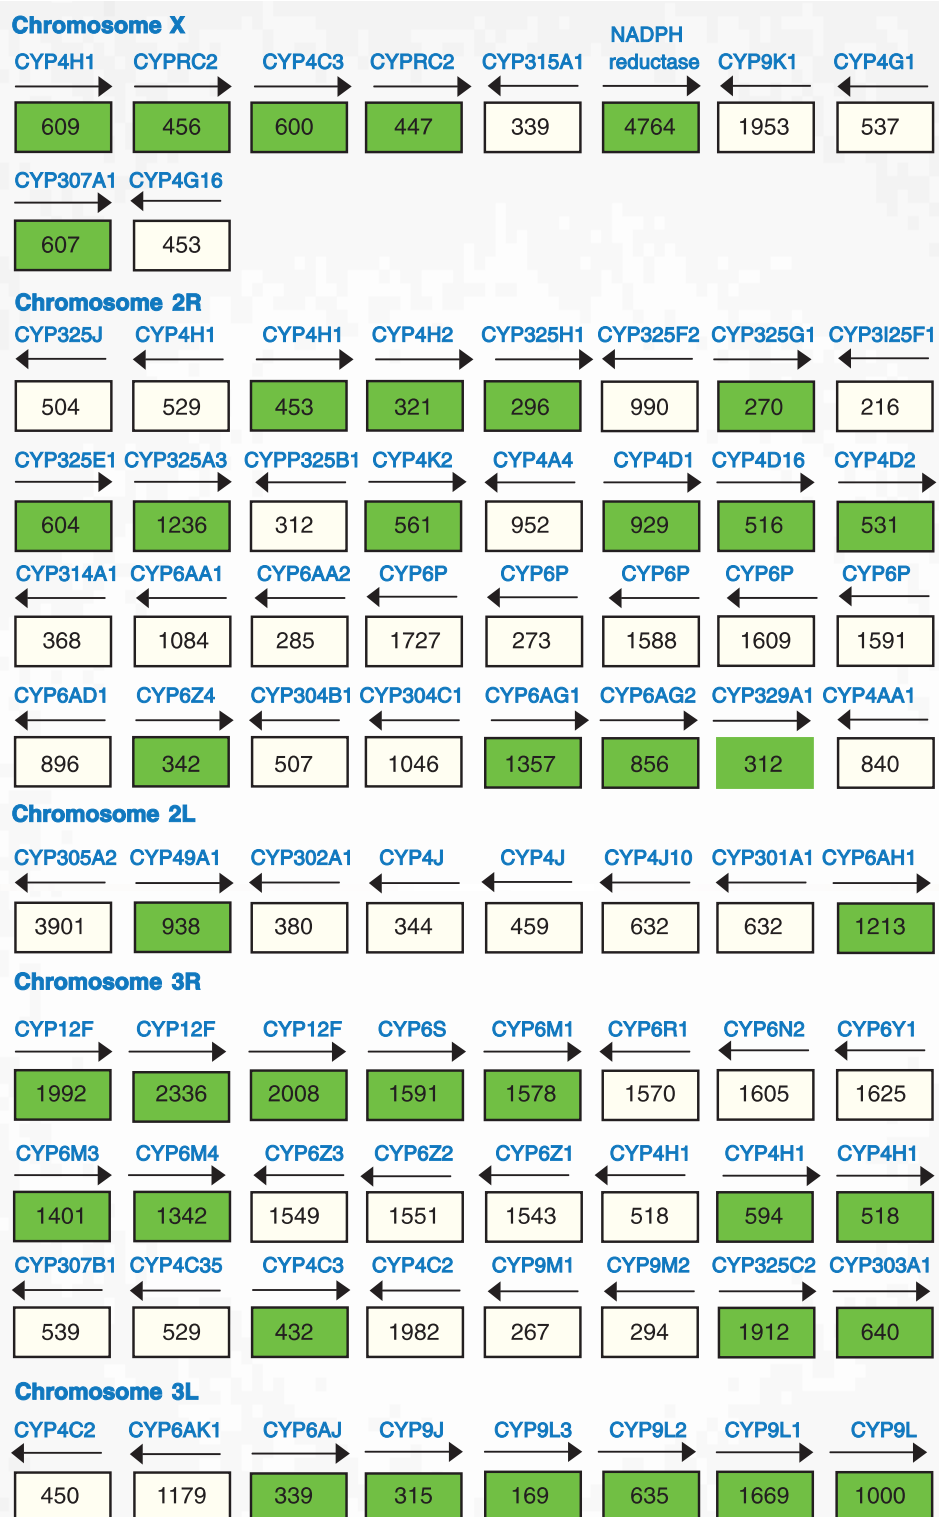 Chromosome X
NADPH
CYP4H1 CYPRC2 CYP4C3 CYPRC2 CYP315A1 reductase CYP9K1 CYP4G1
609 456 600 447 339 4764 1953 537
CYP307A1 CYP4G16
607 453
Chromosome 2R
CYP325J CYP4H1 CYP4H1 CYP4H2 CYP325H1 CYP325F2 CYP325G1 CYP3I25F1
504 529 453 321 296 990 270 216
CYP325E1 CYP325A3 CYPP325B1 CYP4K2 CYP4A4 CYP4D1 CYP4D16 CYP4D2
604 1236 312 561 952 929 516 531
CYP314A1 CYP6AA1 CYP6AA2 CYP6P CYP6P CYP6P CYP6P CYP6P
368 1084 285 1727 273 1588 1609 1591
CYP6AD1 CYP6Z4 CYP304B1 CYP304C1 CYP6AG1 CYP6AG2 CYP329A1 CYP4AA1
896 342 507 1046 1357 856 312 840
Chromosome 2L
CYP305A2 CYP49A1 CYP302A1 CYP4J CYP4J CYP4J10 CYP301A1 CYP6AH1
3901 938 380 344 459 632 632 1213
Chromosome 3R
CYP12F CYP12F CYP12F CYP6S CYP6M1 CYP6R1 CYP6N2 CYP6Y1
1992 2336 2008 1591 1578 1570 1605 1625
CYP6M3 CYP6M4 CYP6Z3 CYP6Z2 CYP6Z1 CYP4H1 CYP4H1 CYP4H1
1401 1342 1549 1551 1543 518 594 518
CYP307B1 CYP4C35 CYP4C3 CYP4C2 CYP9M1 CYP9M2 CYP325C2 CYP303A1
539 529 432 1982 267 294 1912 640
Chromosome 3L
CYP4C2 CYP6AK1 CYP6AJ CYP9J CYP9L3 CYP9L2 CYP9L1 CYP9L
450 1179 339 315 169 635 1669 1000